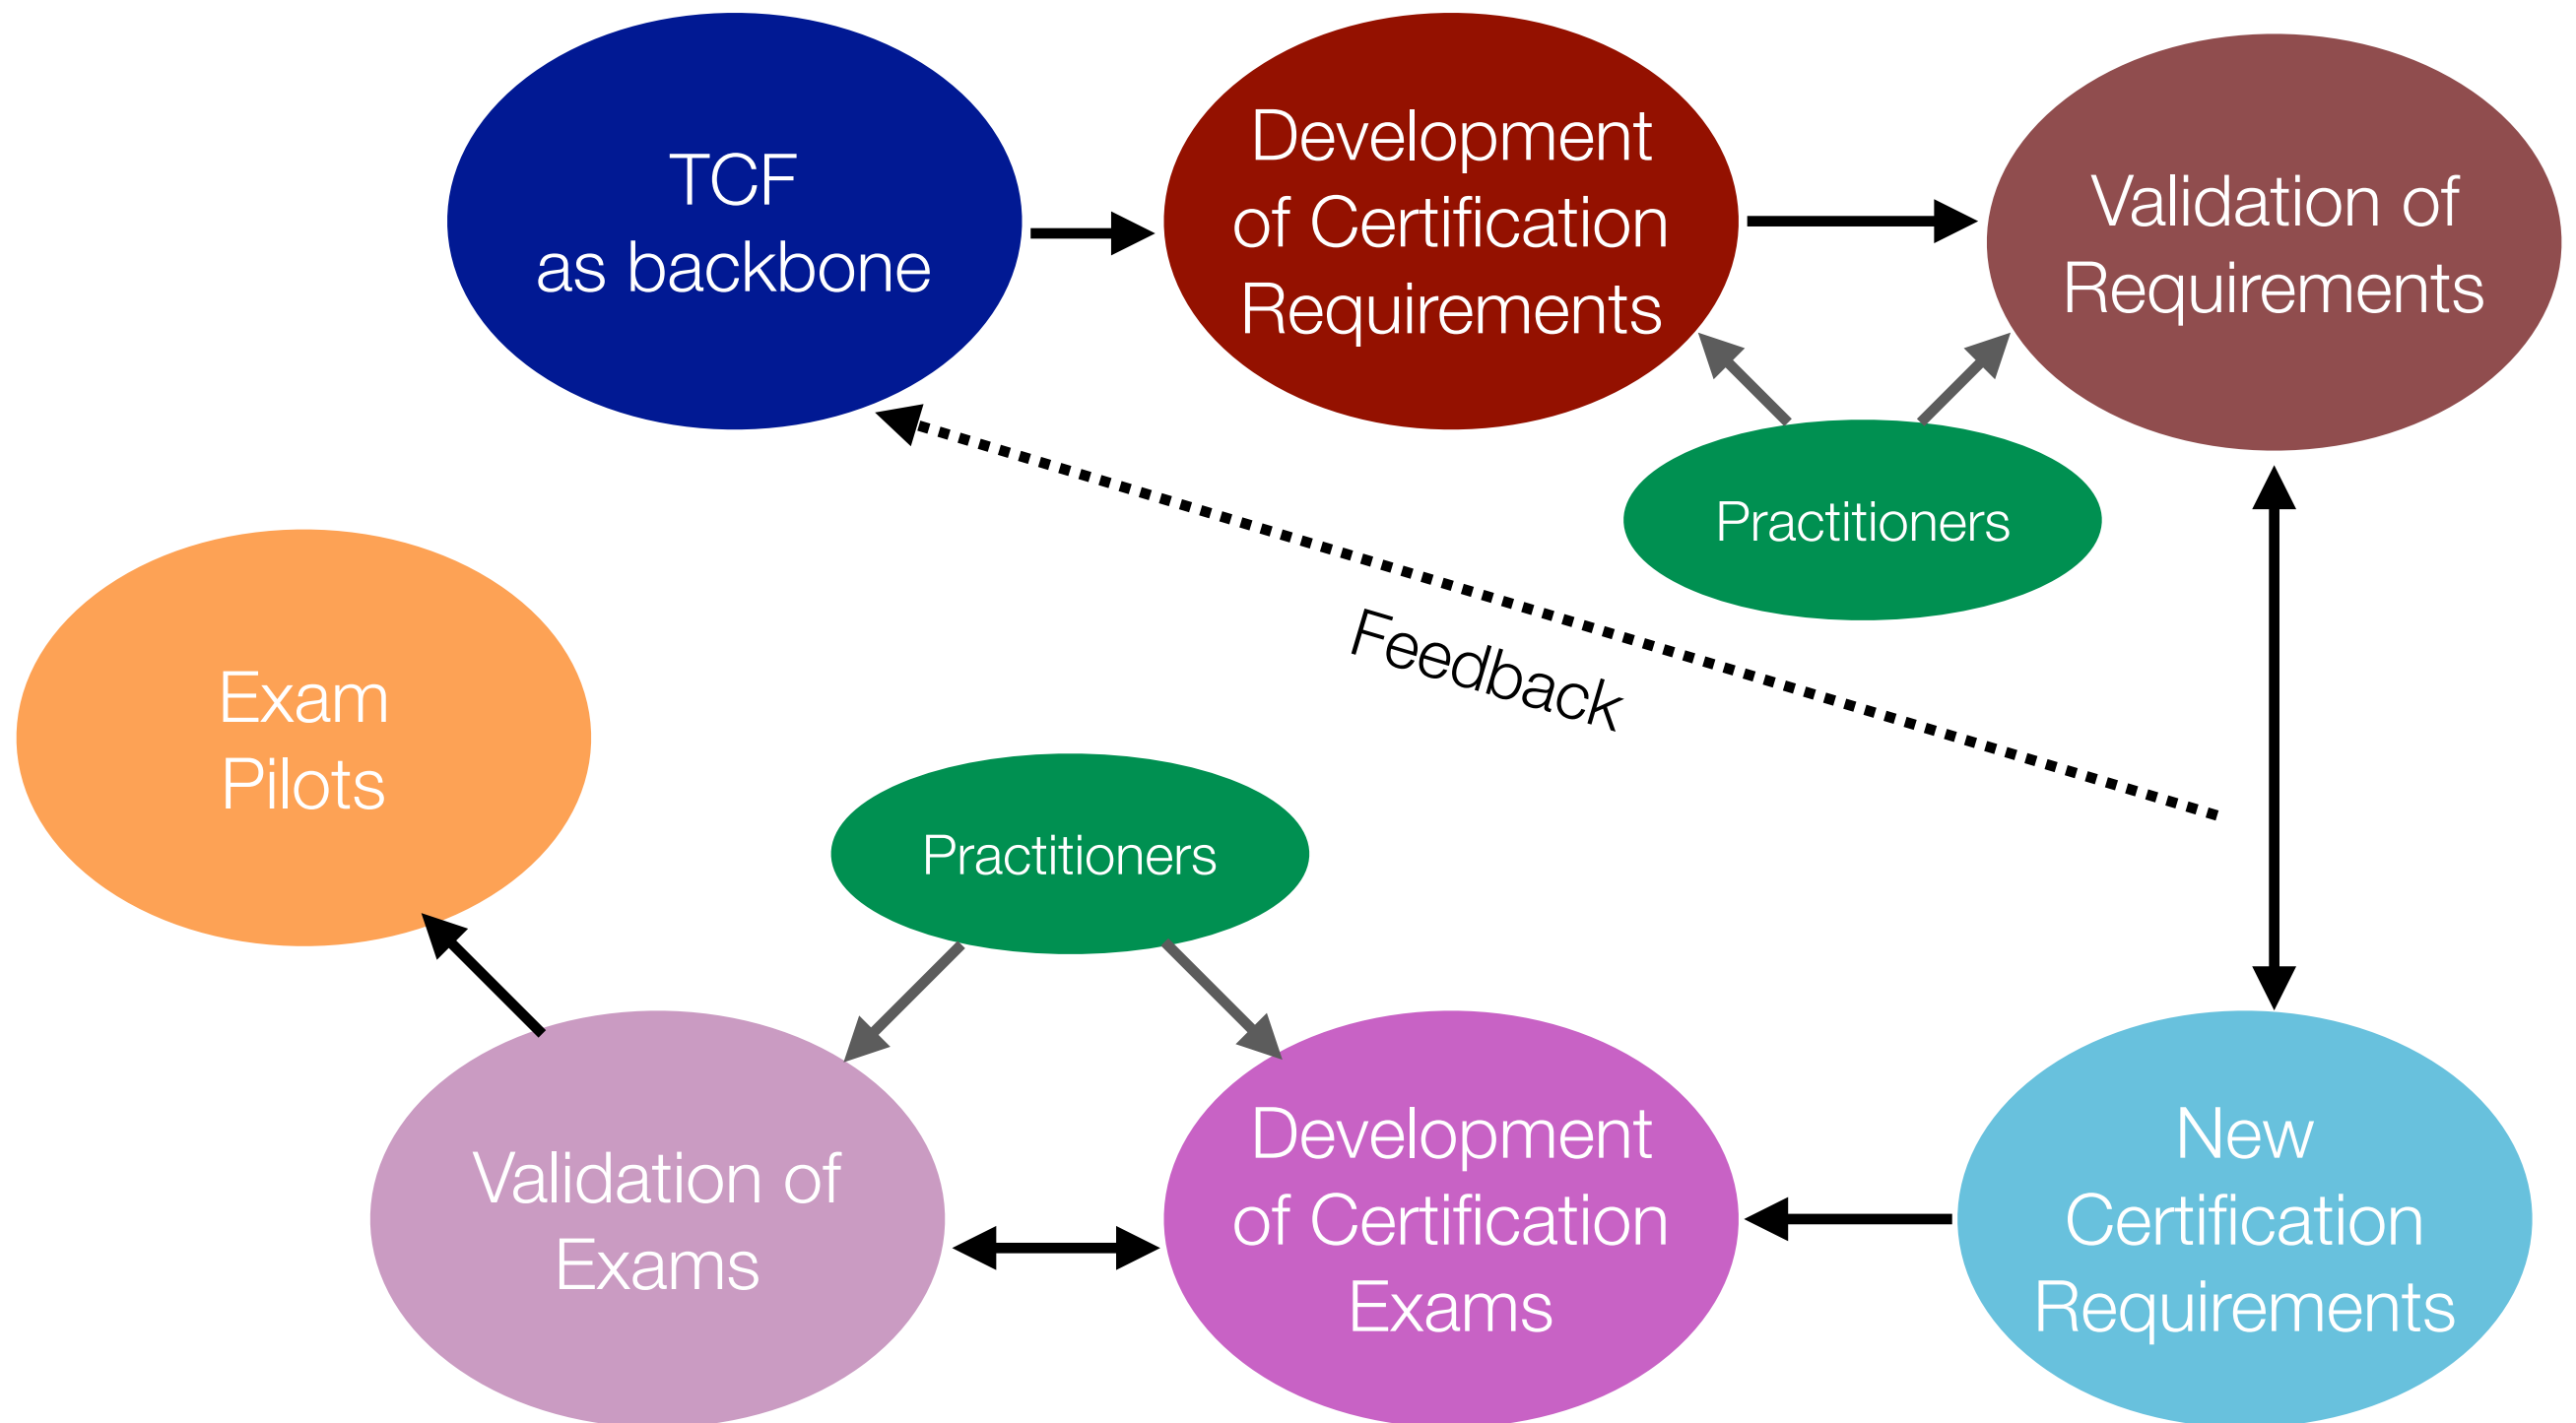 TCF
as backbone
Development
of Certification
Requirements
Validation of
Requirements
Practitioners
Feedback
Exam
Pilots
Practitioners
Validation of
Exams
Development
of Certification
Exams
New
Certification
Requirements